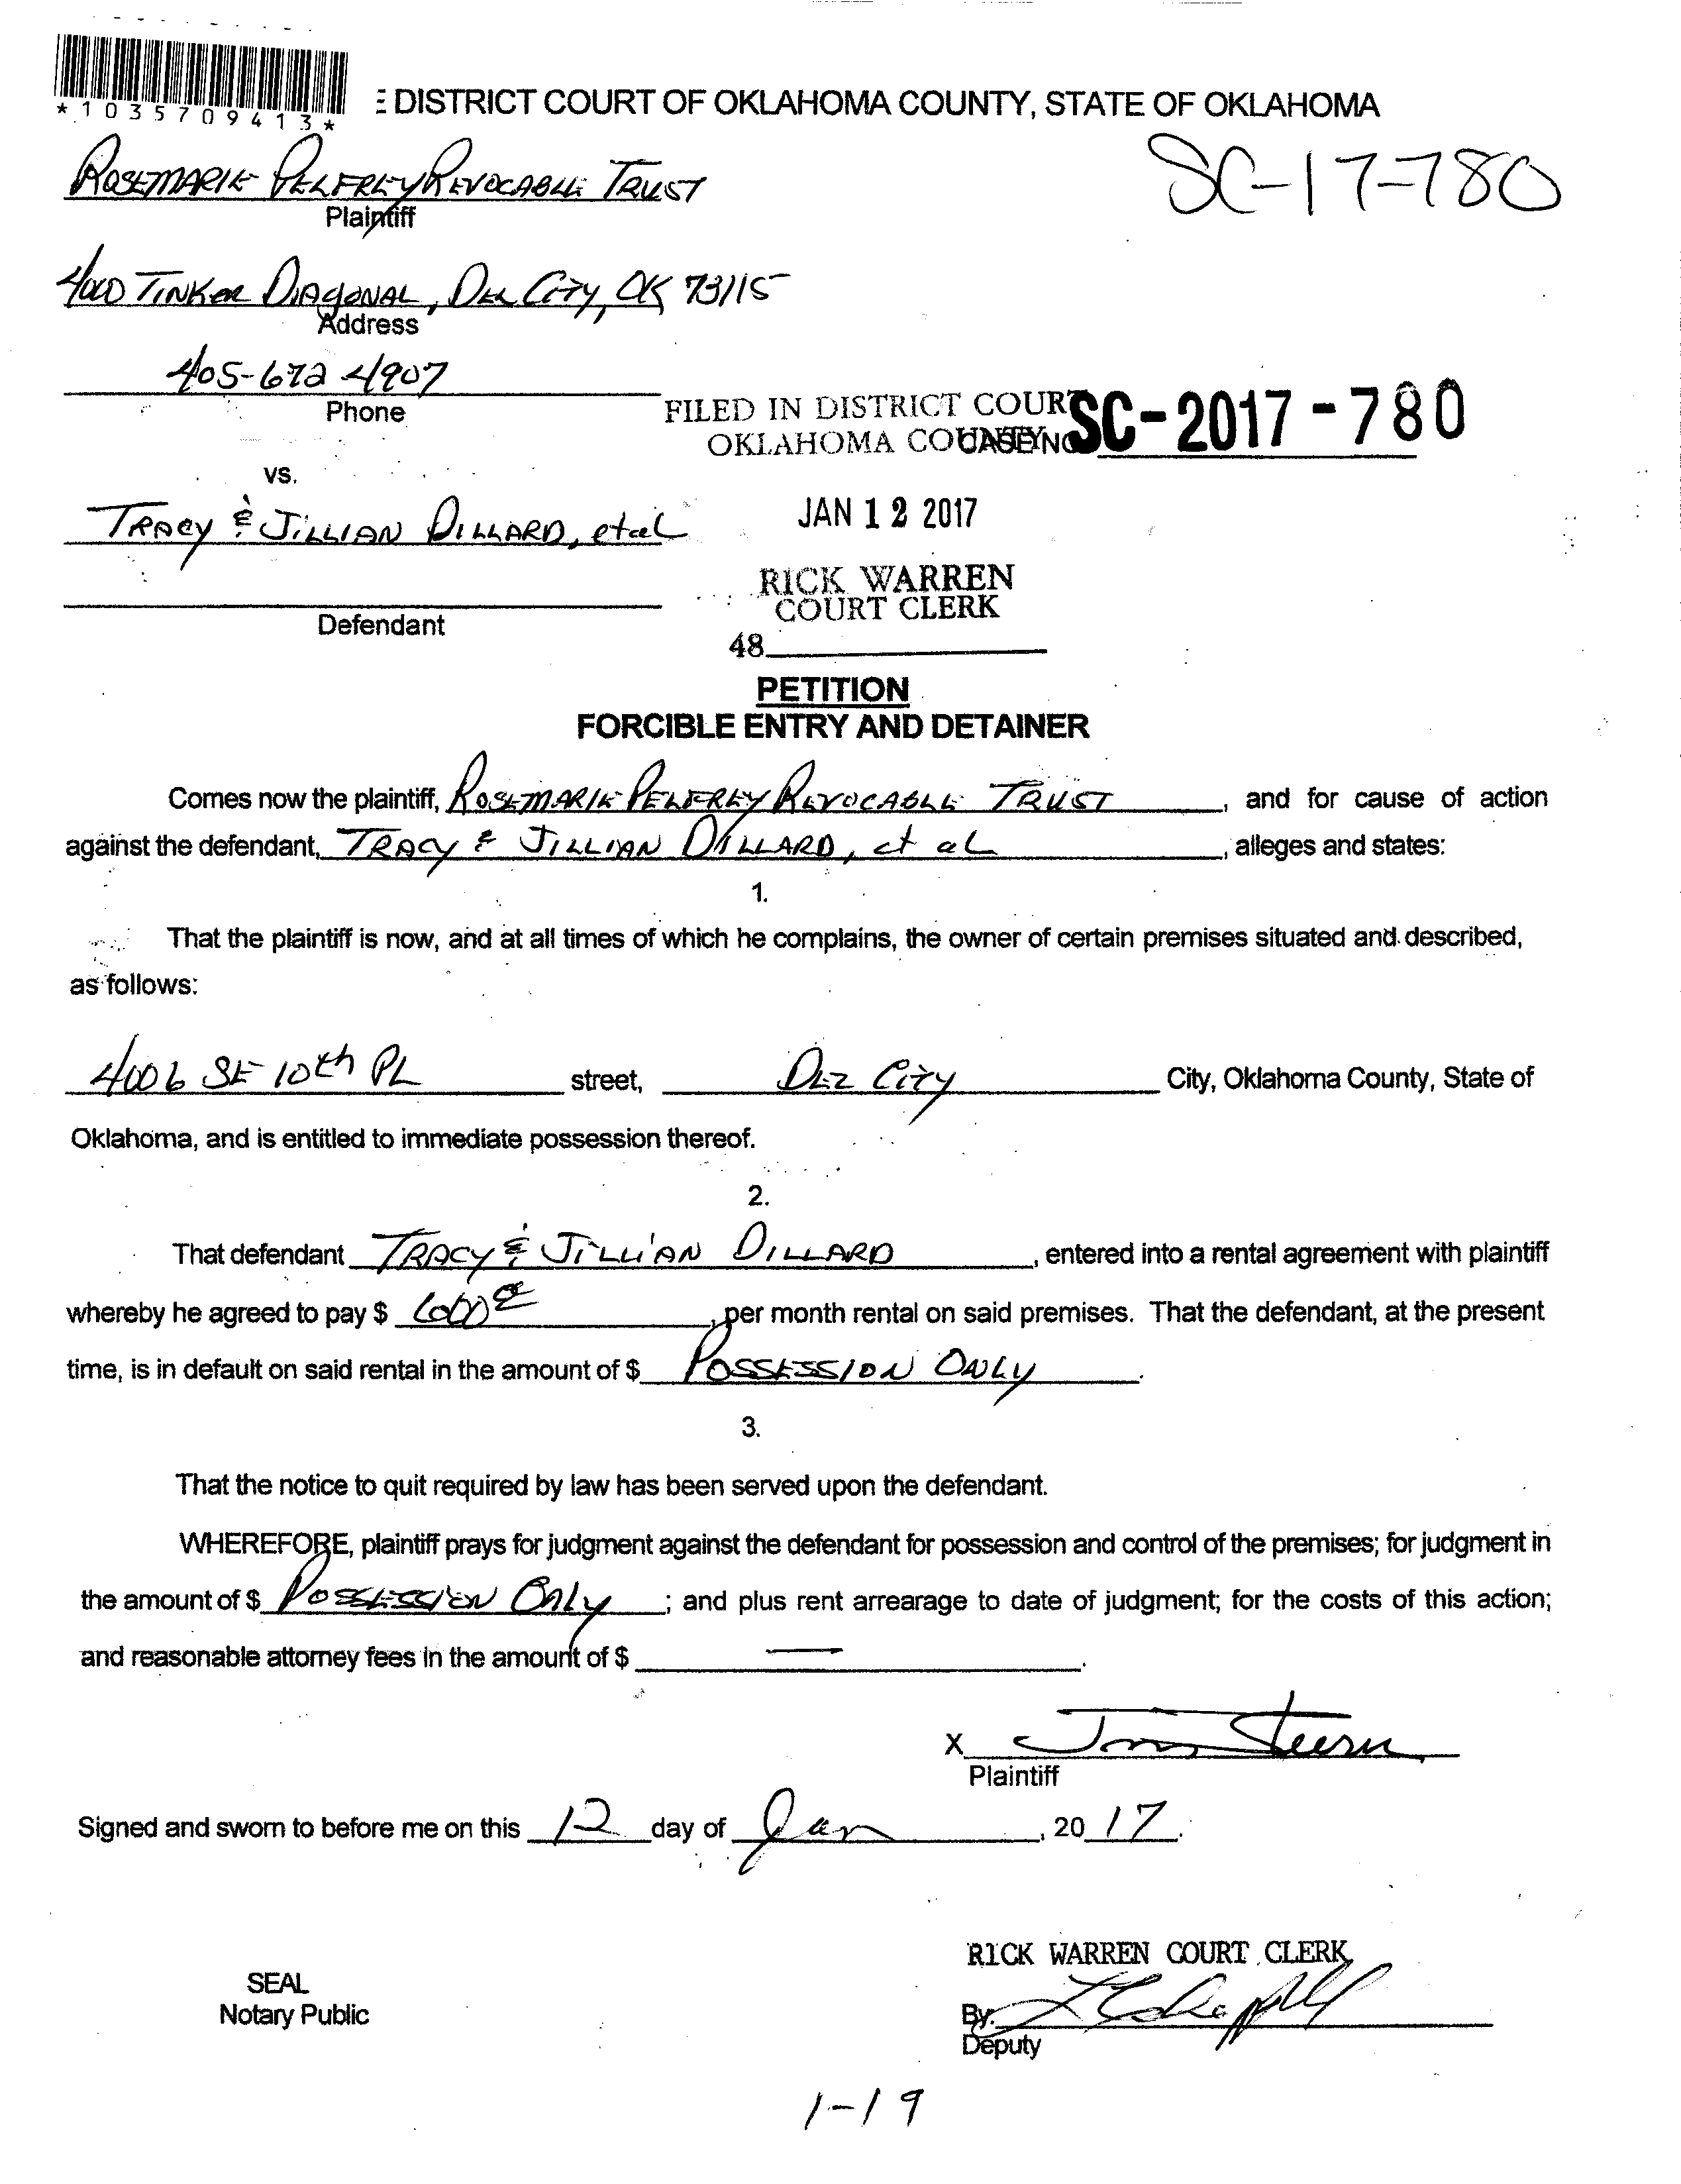 *1035709413*
DISTRICT COURT OF OKLAHOMA COUNTY, STATE OF OKLAHOMA
ROSEMARIE PELFREY REVOCABLE TRUST
SC-17-780
Plaintiff
4000 TINKER DIAGONAL, DEL CITY, OK 73115
Address
405-672 4907
Phone
FILED IN DISTRICT COURT
OKLAHOMA COUNTY
CASE NO SC-2017-780
vs.
TRACY & JILLIAN DILLARD, et al
JAN 12 2017
RICK WARREN
COURT CLERK
Defendant
48
PETITION
FORCIBLE ENTRY AND DETAINER
Comes now the plaintiff, ROSEMARIE PELFREY REVOCABLE TRUST, and for cause of action
against the defendant, TRACY & JILLIAN DILLARD, et al, alleges and states:
1.
That the plaintiff is now, and at all times of which he complains, the owner of certain premises situated and described,
as follows:
4006 SE 10th PL street, DEL CITY City, Oklahoma County, State of
Oklahoma, and is entitled to immediate possession thereof.
2.
That defendant TRACY & JILLIAN DILLARD, entered into a rental agreement with plaintiff
whereby he agreed to pay $ , per month rental on said premises. That the defendant, at the present
time, is in default on said rental in the amount of $ POSSESSION ONLY.
3.
That the notice to quit required by law has been served upon the defendant.
WHEREFORE, plaintiff prays for judgment against the defendant for possession and control of the premises; for judgment in
the amount of $ POSSESSION ONLY; and plus rent arrearage to date of judgment; for the costs of this action;
and reasonable attorney fees in the amount of $ —.
X
Plaintiff
Signed and sworn to before me on this 12 day of Jan, 2017.
RICK WARREN COURT CLERK
SEAL
Notary Public
By:
Deputy
1-19